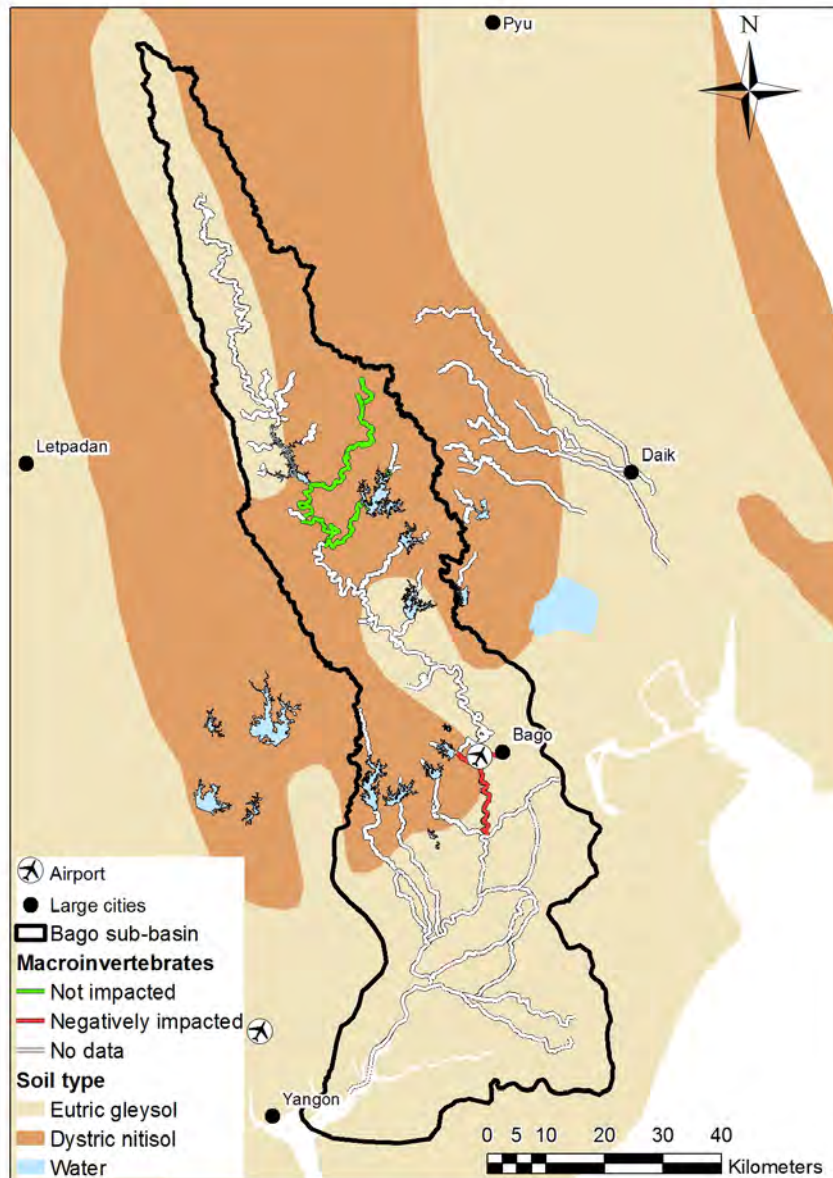 Pyu
N
Letpadan
Daik
Bago
Airport
Large cities
Bago sub-basin
Macroinvertebrates
Not impacted
Negatively impacted
No data
Soil type
Eutric gleysol
Dystric nitisol
Water
Yangon
0 5 10 20 30 40
Kilometers